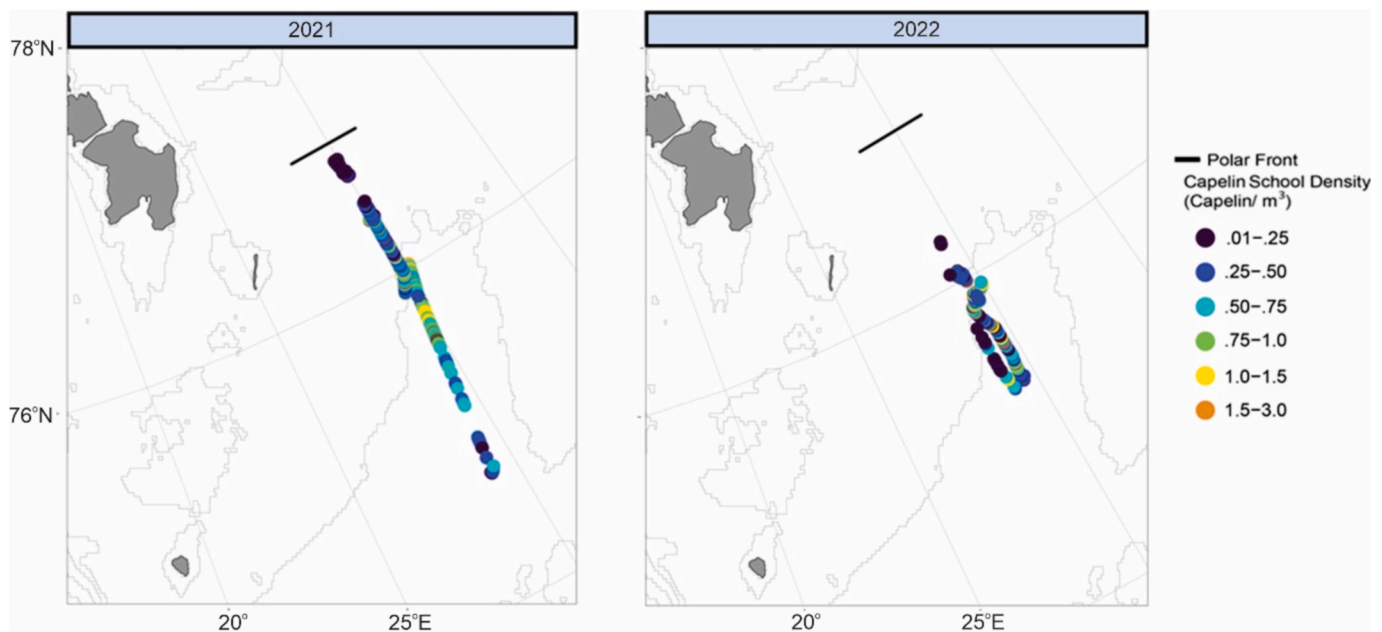 2021
2022
78°N
76°N
20°
25°E
20°
25°E
Polar Front
Capelin School Density
(Capelin/ m³)
.01–.25
.25–.50
.50–.75
.75–1.0
1.0–1.5
1.5–3.0